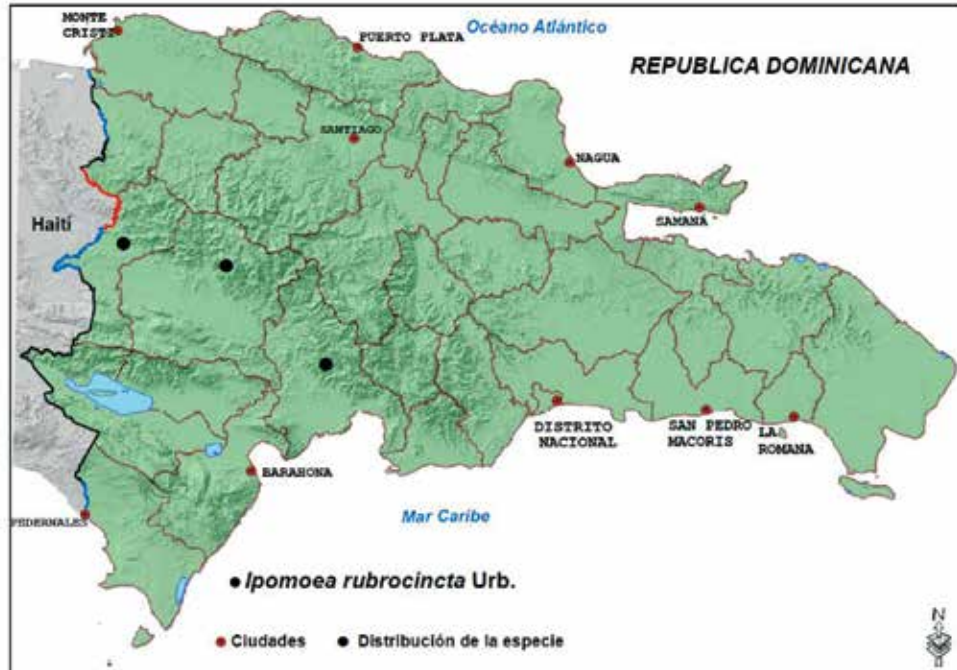 MONTE
CRISTI
PUERTO PLATA
Océano Atlántico
REPUBLICA DOMINICANA
SANTIAGO
NAGUA
SAMANÁ
Haití
DISTRITO
NACIONAL
SAN PEDRO
MACORIS
LA
ROMANA
BARAHONA
PEDERNALES
Mar Caribe
Ipomoea rubrocincta Urb.
Ciudades
Distribución de la especie
N